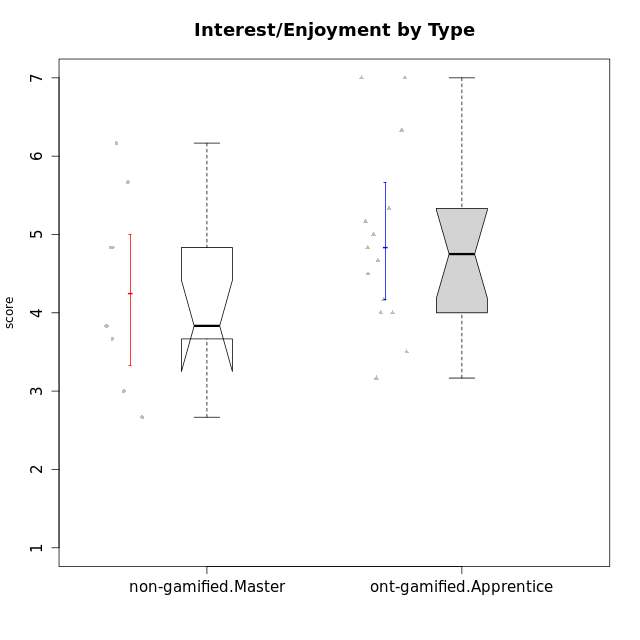 Interest/Enjoyment by Type
7
6
5
4
3
2
1
score
non-gamified.Master
ont-gamified.Apprentice